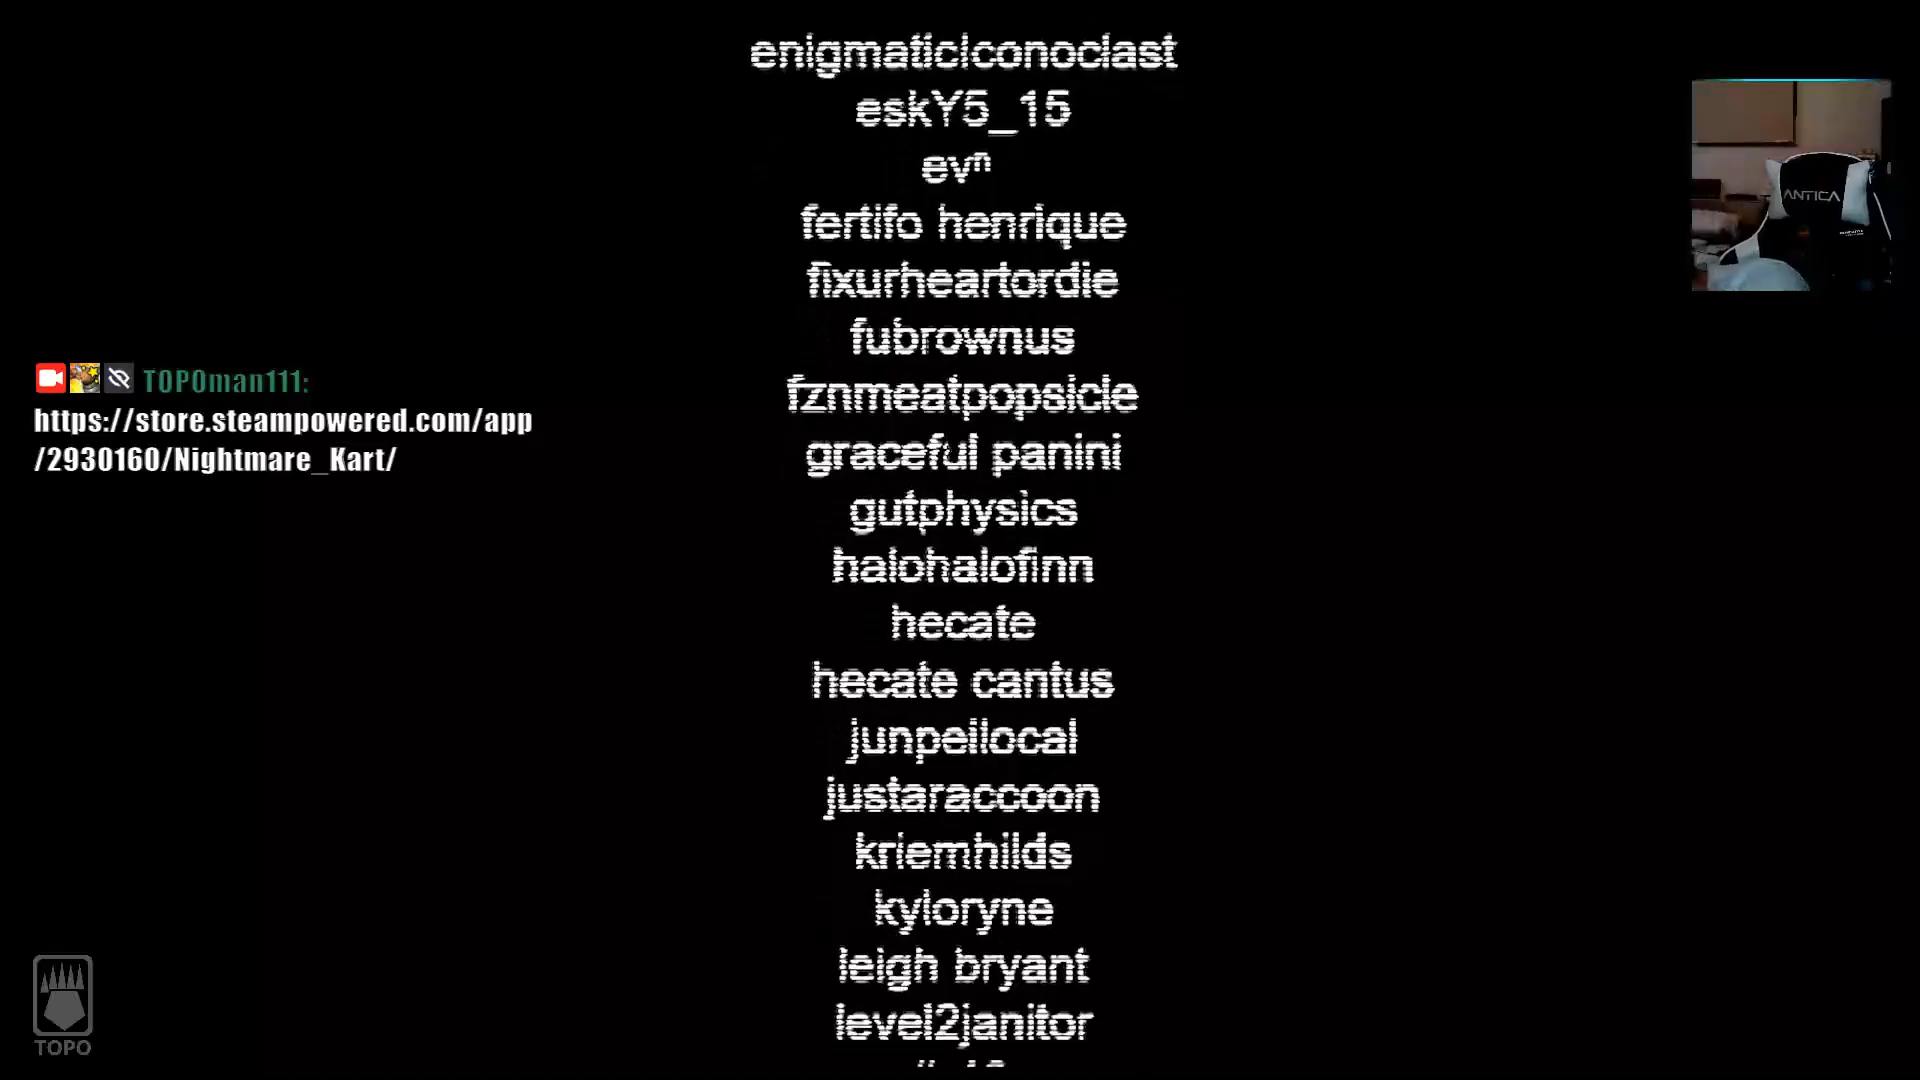 enigmaticIconoclast
eskY5_15
evⁿ
fertifo henrique
fixurheartordie
fubrownus
fznmeatpopsicle
graceful panini
gutphysics
halohalofinn
hecate
hecate cantus
junpeilocal
justaraccoon
kriemhilds
kyloryne
leigh bryant
level2janitor
TOPOman111:
https://store.steampowered.com/app
/2930160/Nightmare_Kart/
ANTICA
TOPO